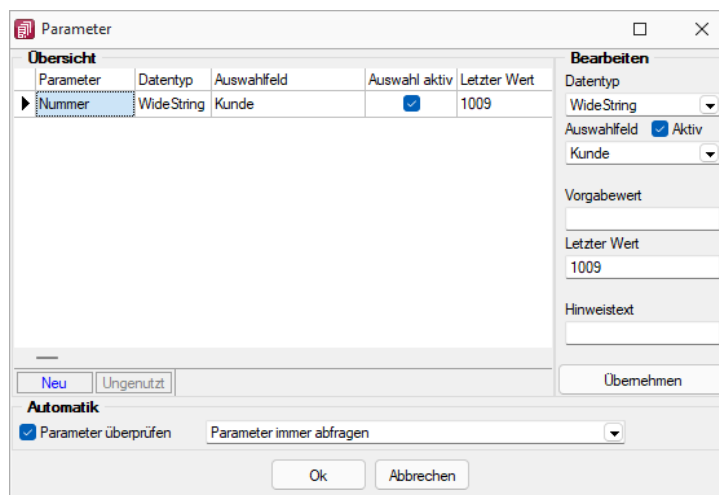 Parameter
Übersicht
Parameter Datentyp Auswahlfeld Auswahl aktiv Letzter Wert
Nummer WideString Kunde 1009
Neu Ungenutzt
Bearbeiten
Datentyp
WideString
Auswahlfeld Aktiv
Kunde
Vorgabewert
Letzter Wert
1009
Hinweistext
Übernehmen
Automatik
Parameter überprüfen Parameter immer abfragen
Ok Abbrechen